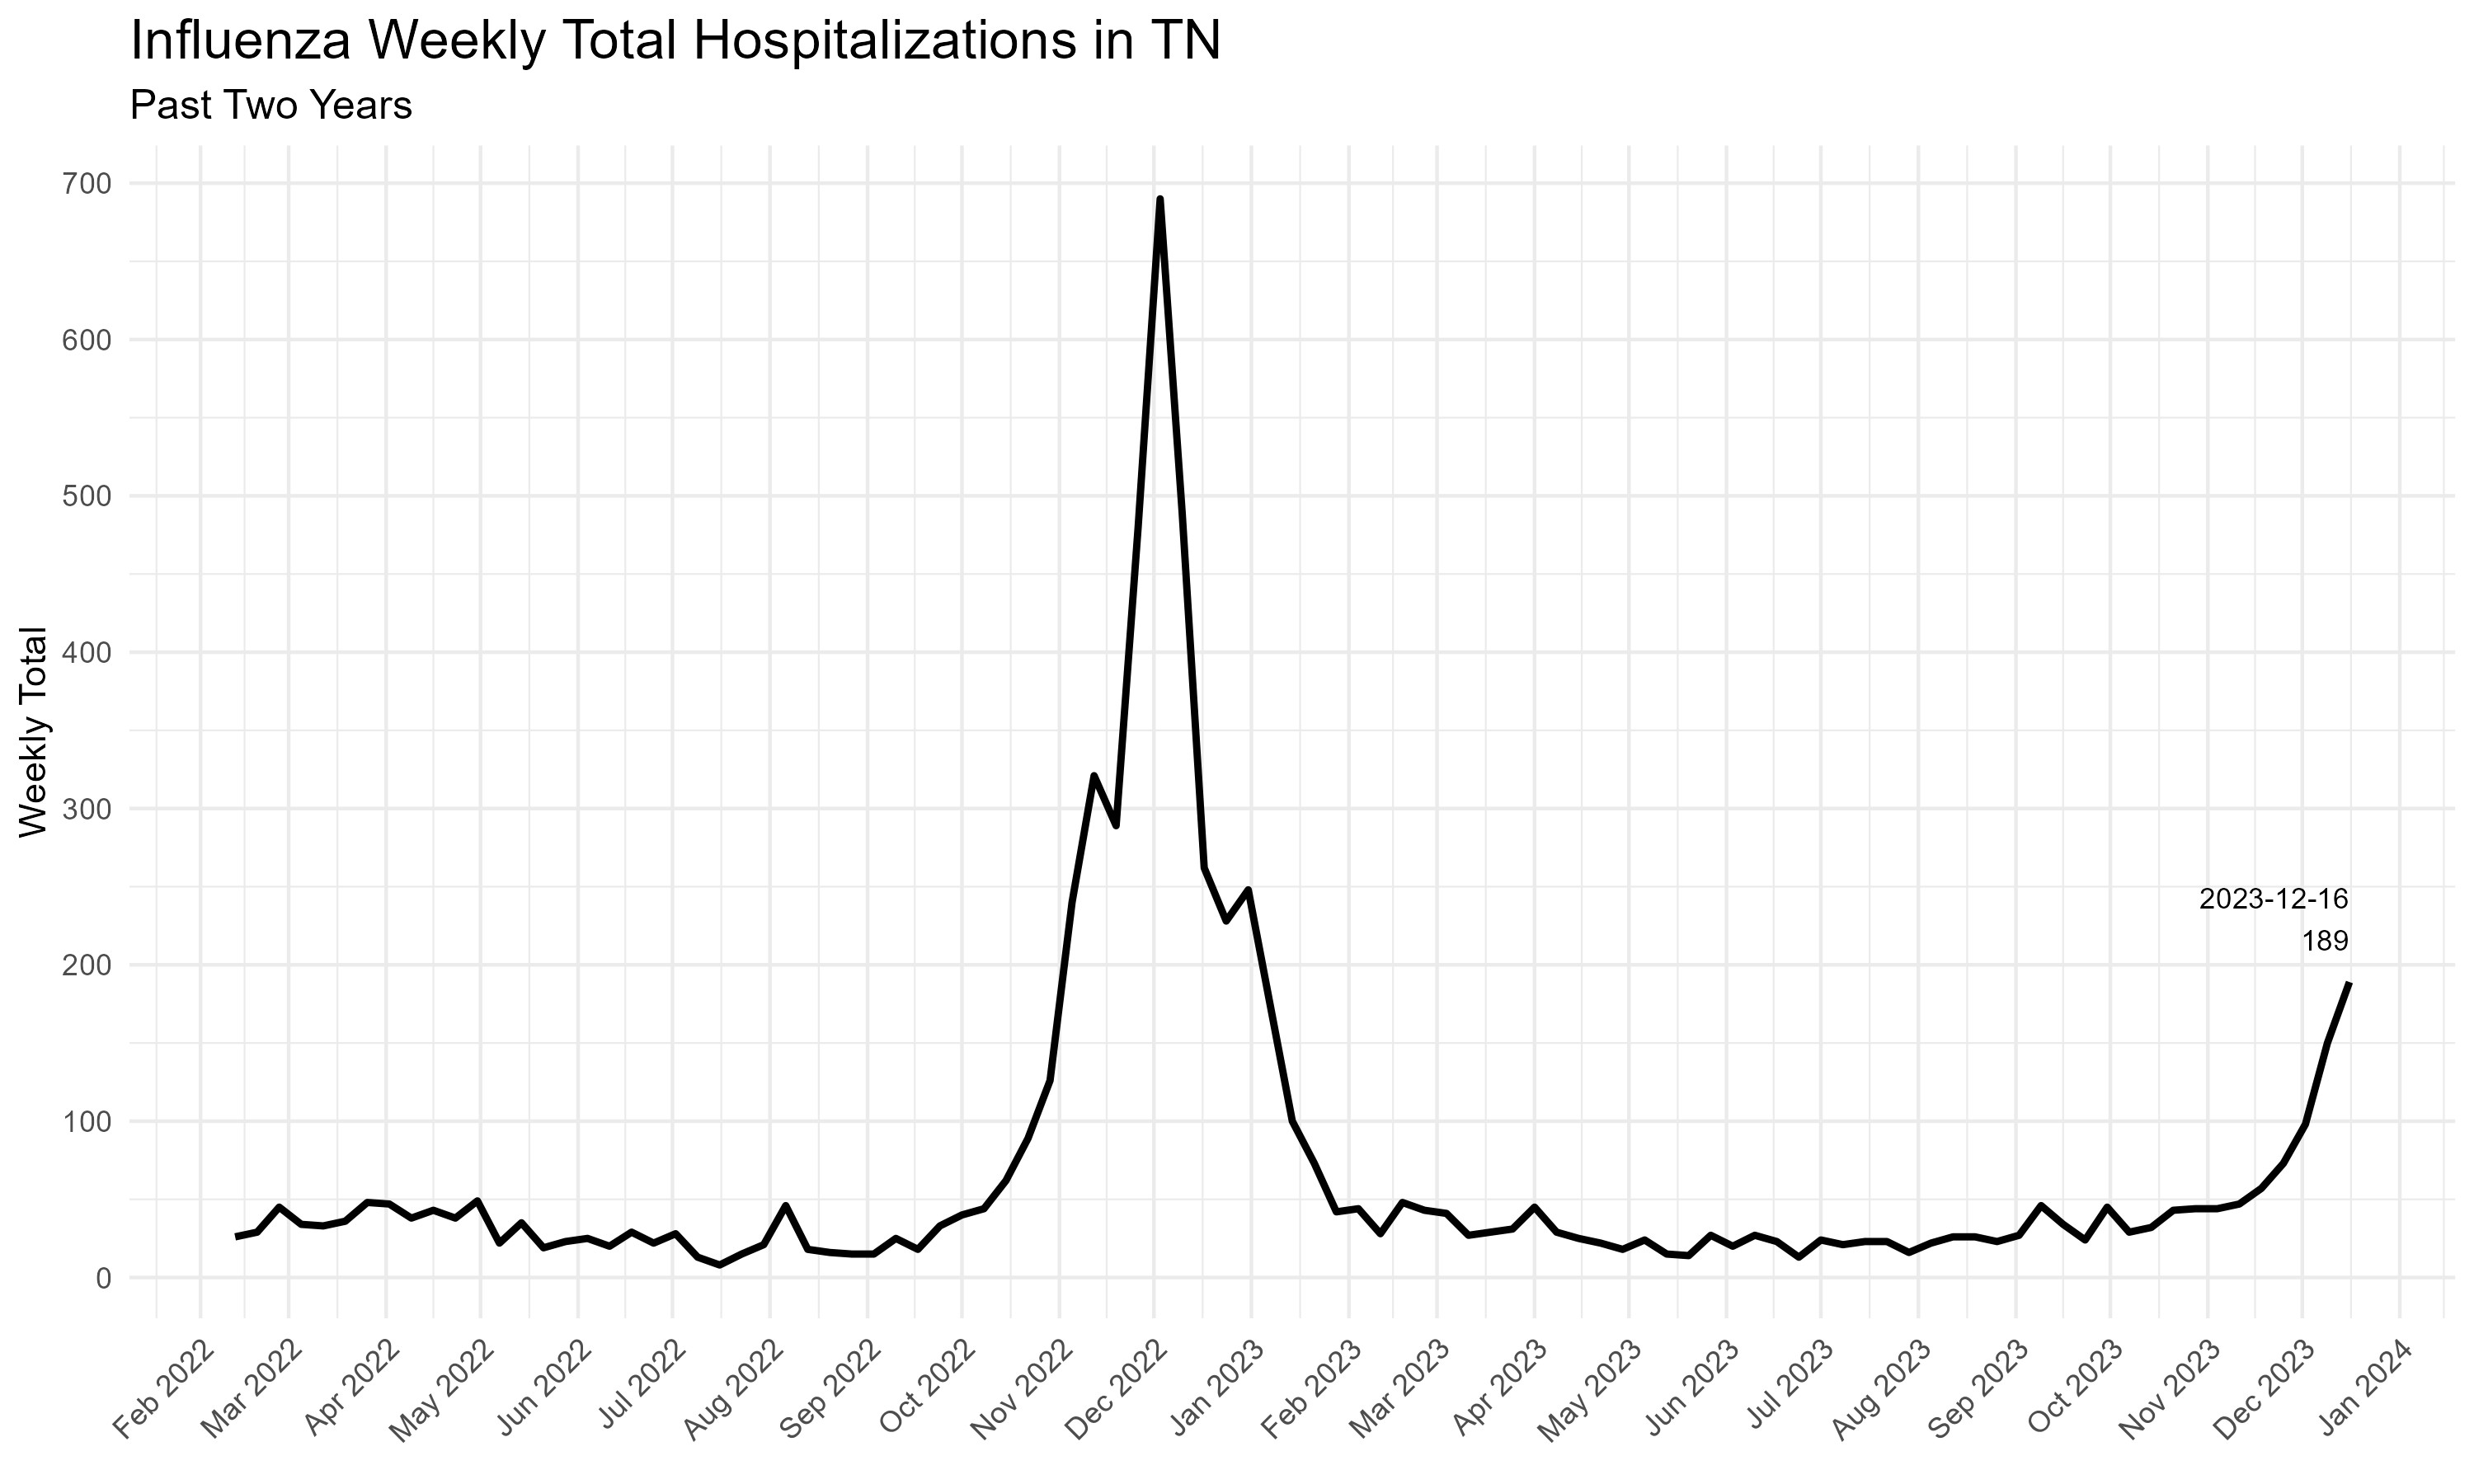 Influenza Weekly Total Hospitalizations in TN
Past Two Years
Weekly Total
700
600
500
400
300
200
100
0
2023-12-16
189
Feb 2022
Mar 2022
Apr 2022
May 2022
Jun 2022
Jul 2022
Aug 2022
Sep 2022
Oct 2022
Nov 2022
Dec 2022
Jan 2023
Feb 2023
Mar 2023
Apr 2023
May 2023
Jun 2023
Jul 2023
Aug 2023
Sep 2023
Oct 2023
Nov 2023
Dec 2023
Jan 2024